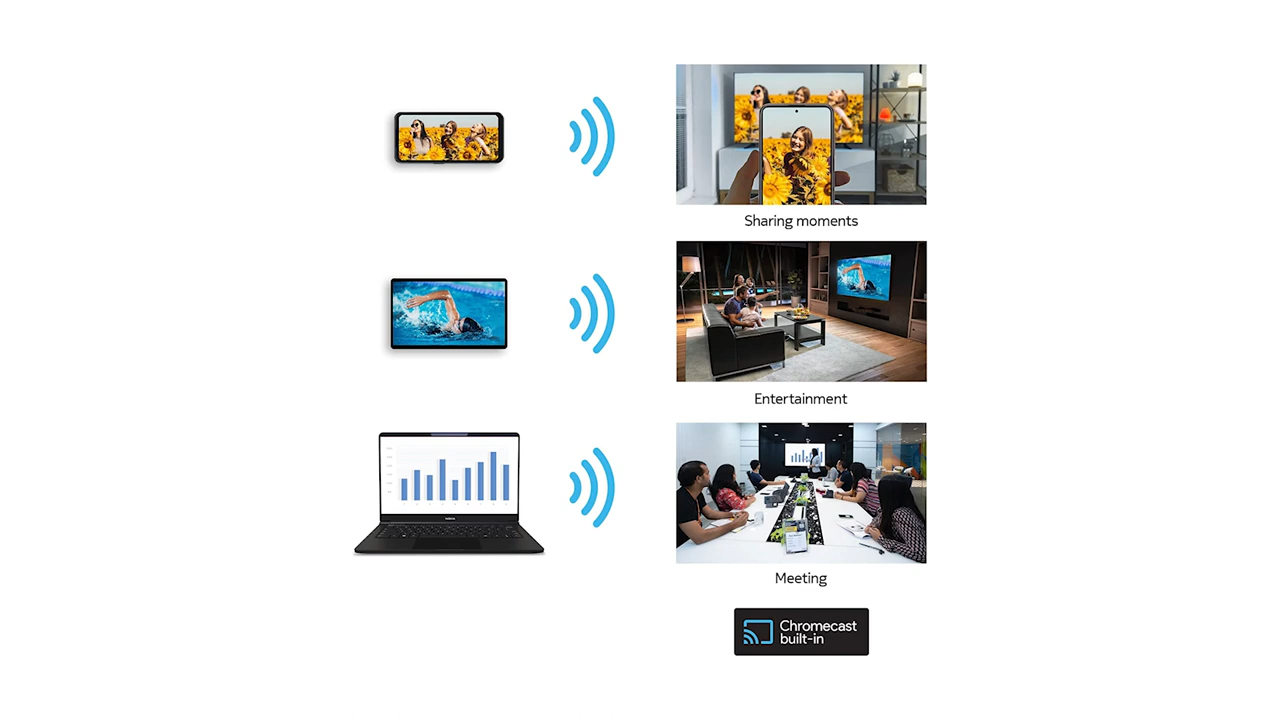 Sharing moments
Entertainment
Meeting
Chromecast
built-in